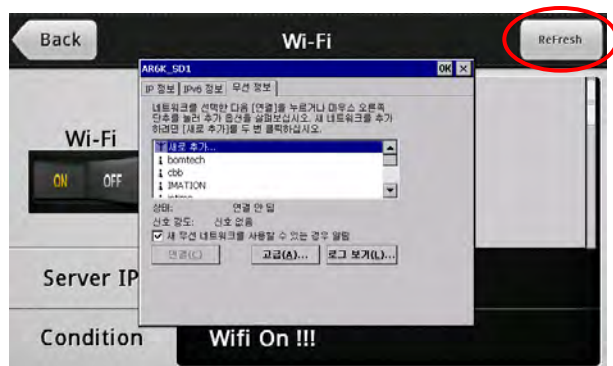 Back
Wi-Fi
ReFresh
AR6K_SD1
OK
IP 정보
IPv6 정보
무선 정보
네트워크를 선택한 다음 [연결]를 누르거나 마우스 오른쪽
단추를 눌러 추가 옵션을 살펴보십시오. 새 네트워크를 추가
하려면 [새로 추가]를 두 번 클릭하십시오.
새로 추가...
bomtech
cbb
IMATION
상태: 연결 안 됨
신호 강도: 신호 없음
새 무선 네트워크를 사용할 수 있는 경우 알림
연결(C)
고급(A)...
로그 보기(L)...
Wi-Fi
ON OFF
Server IP
Condition
Wifi On !!!